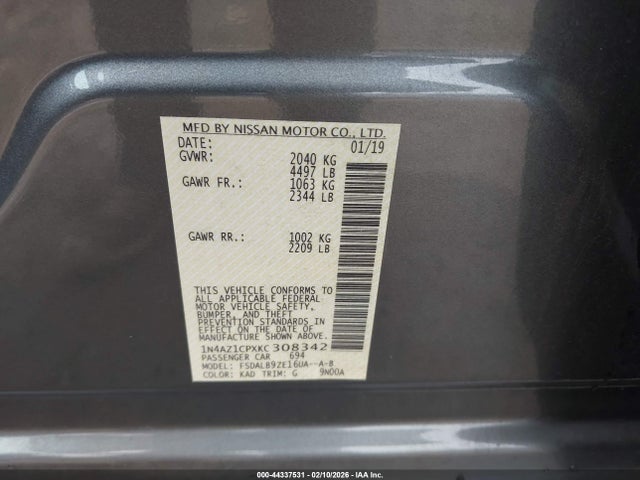 MFD BY NISSAN MOTOR CO., LTD.
DATE: 01/19
GVWR: 2040 KG
4497 LB
GAWR FR.: 1063 KG
2344 LB
GAWR RR.: 1002 KG
2209 LB
THIS VEHICLE CONFORMS TO
ALL APPLICABLE FEDERAL
MOTOR VEHICLE SAFETY,
BUMPER, AND THEFT
PREVENTION STANDARDS
IN EFFECT ON THE DATE OF
MANUFACTURE SHOWN ABOVE.
1N4AZ1CPXKC 308342
PASSENGER CAR 694
MODEL: FSDALB9ZE16UA--A-B
COLOR: KAD TRIM: G 9N00A
000-44337531 - 02/10/2026 - IAA Inc.